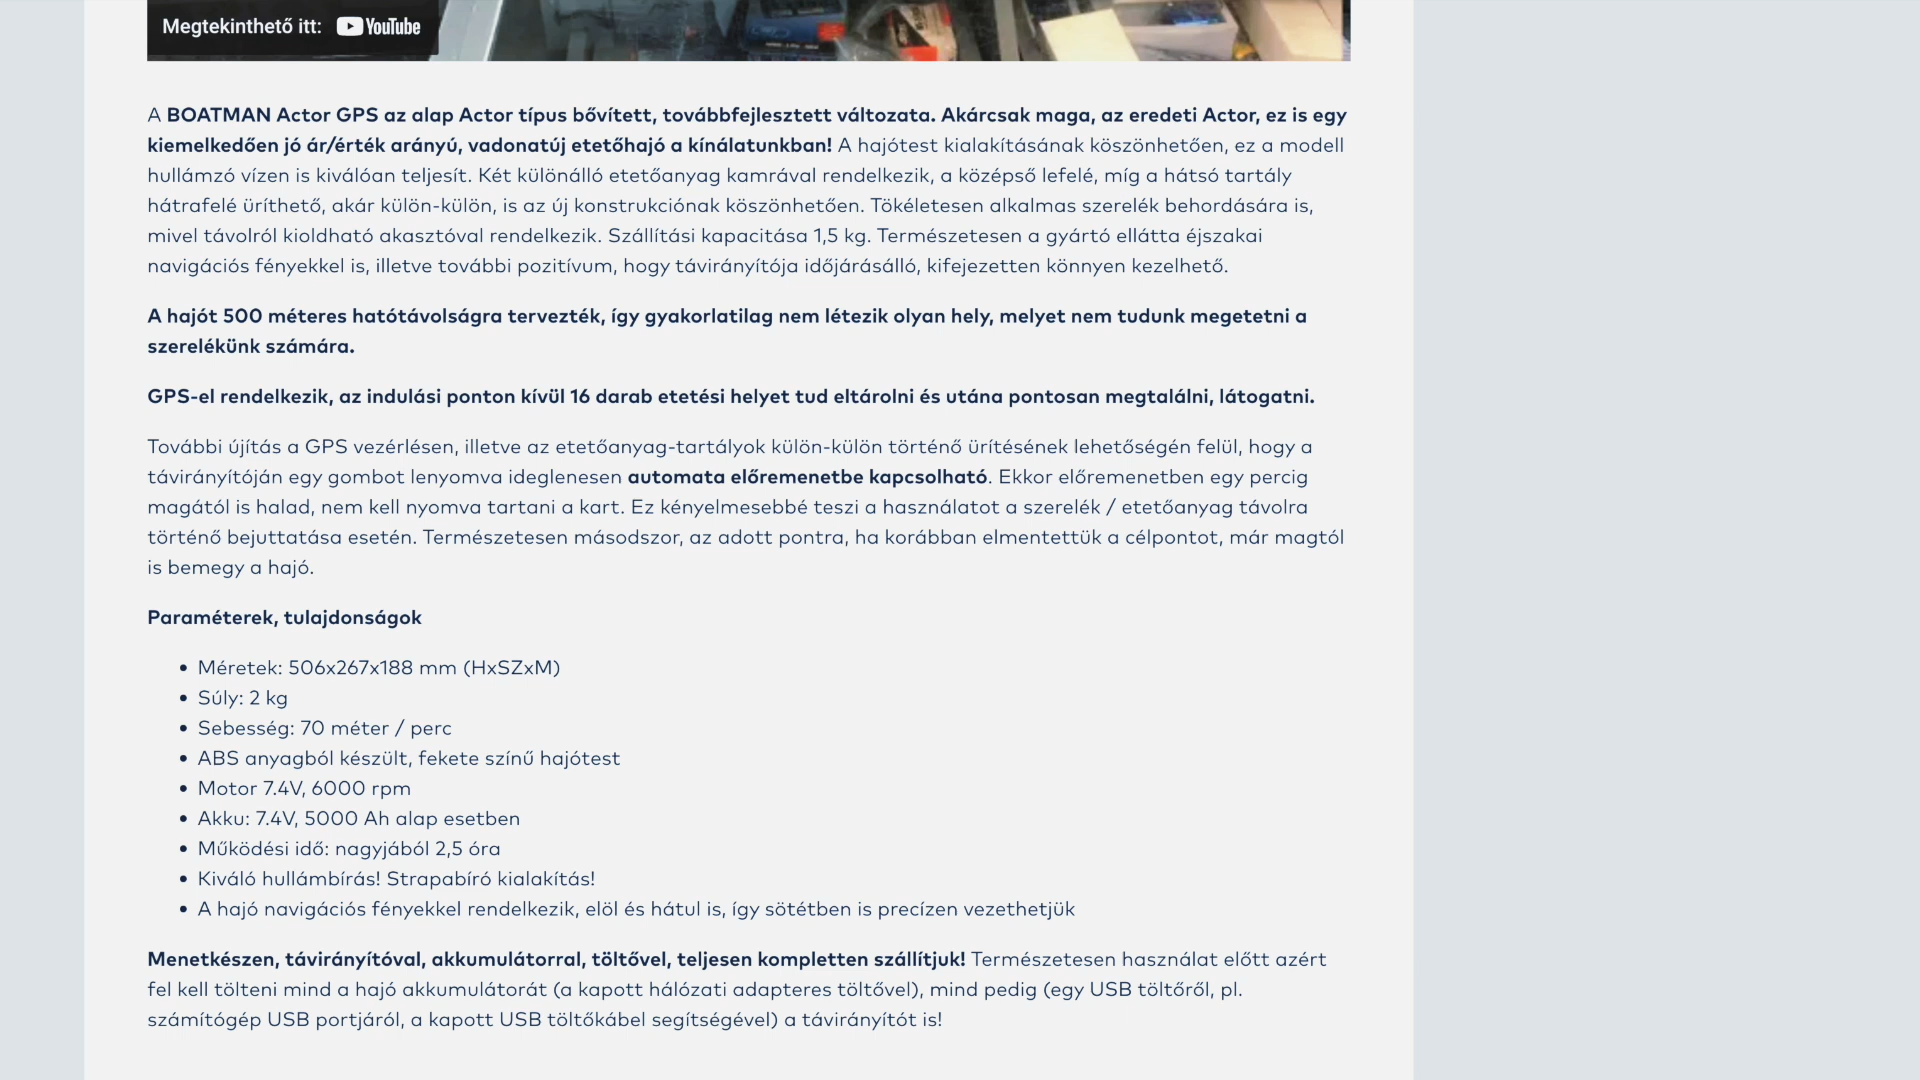 Megtekinthető itt: YouTube
A BOATMAN Actor GPS az alap Actor típus bővített, továbbfejlesztett változata. Akárcsak maga, az eredeti Actor, ez is egy
kiemelkedően jó ár/érték arányú, vadonatúj etetőhajó a kínálatunkban! A hajótest kialakításának köszönhetően, ez a modell
hullámzó vízen is kiválóan teljesít. Két különálló etetőanyag kamrával rendelkezik, a középső lefelé, míg a hátsó tartály
hátrafelé üríthető, akár külön-külön, is az új konstrukciónak köszönhetően. Tökéletesen alkalmas szerelék behordására is,
mivel távolról kioldható akasztóval rendelkezik. Szállítási kapacitása 1,5 kg. Természetesen a gyártó ellátta éjszakai
navigációs fényekkel is, illetve további pozitívum, hogy távirányítója időjárásálló, kifejezetten könnyen kezelhető.
A hajót 500 méteres hatótávolságra tervezték, így gyakorlatilag nem létezik olyan hely, melyet nem tudunk megetetni a
szerelékünk számára.
GPS-el rendelkezik, az indulási ponton kívül 16 darab etetési helyet tud eltárolni és utána pontosan megtalálni, látogatni.
További újítás a GPS vezérlésen, illetve az etetőanyag-tartályok külön-külön történő ürítésének lehetőségén felül, hogy a
távirányítóján egy gombot lenyomva ideglenesen automata előremenetbe kapcsolható. Ekkor előremenetben egy percig
magától is halad, nem kell nyomva tartani a kart. Ez kényelmesebbé teszi a használatot a szerelék / etetőanyag távolra
történő bejuttatása esetén. Természetesen másodszor, az adott pontra, ha korábban elmentettük a célpontot, már magtól
is bemegy a hajó.
Paraméterek, tulajdonságok
• Méretek: 506x267x188 mm (HxSZxM)
• Súly: 2 kg
• Sebesség: 70 méter / perc
• ABS anyagból készült, fekete színű hajótest
• Motor 7.4V, 6000 rpm
• Akku: 7.4V, 5000 Ah alap esetben
• Működési idő: nagyjából 2,5 óra
• Kiváló hullámbírás! Strapabíró kialakítás!
• A hajó navigációs fényekkel rendelkezik, elöl és hátul is, így sötétben is precízen vezethetjük
Menetkészen, távirányítóval, akkumulátorral, töltővel, teljesen kompletten szállítjuk! Természetesen használat előtt azért
fel kell tölteni mind a hajó akkumulátorát (a kapott hálózati adapteres töltővel), mind pedig (egy USB töltőről, pl.
számítógép USB portjáról, a kapott USB töltőkábel segítségével) a távirányítót is!